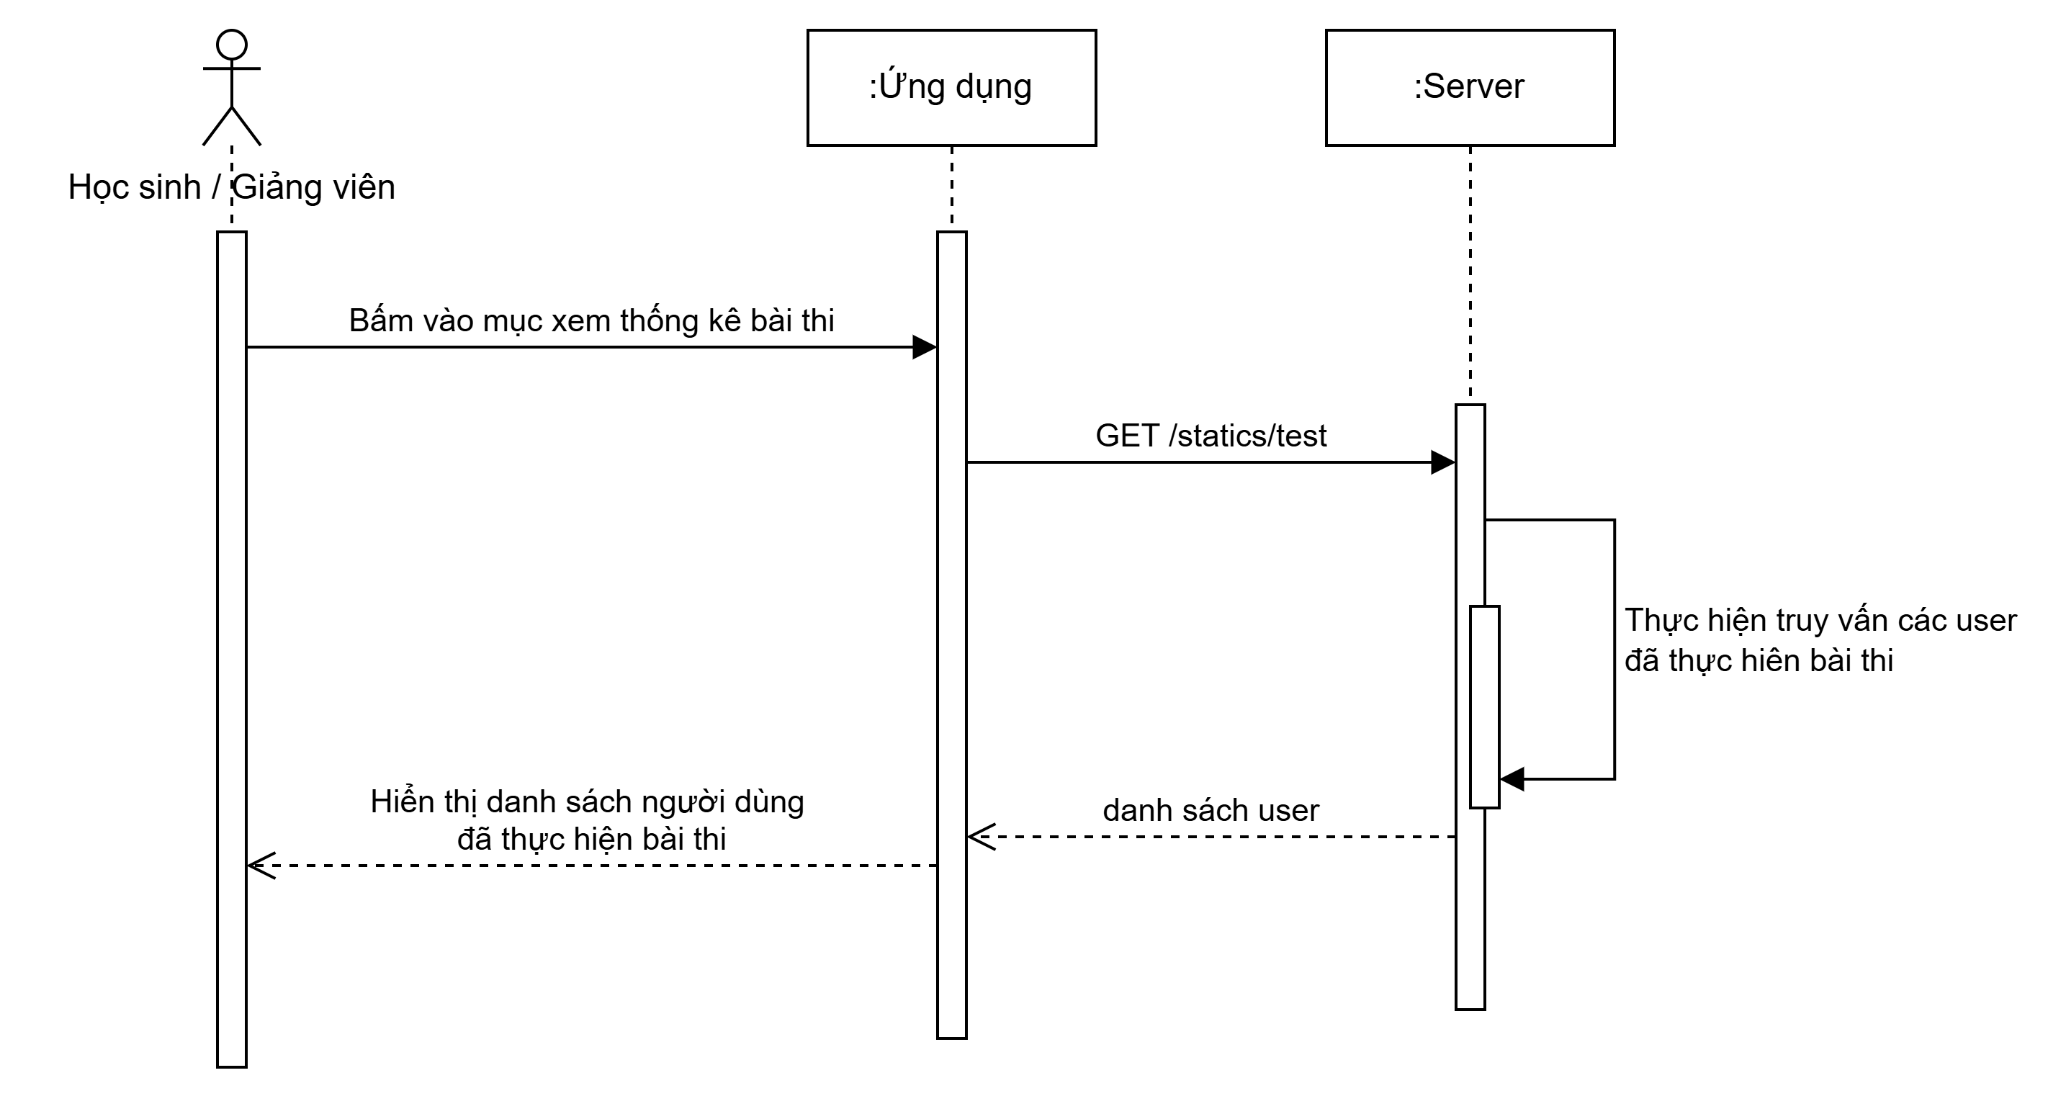 :Ứng dụng
:Server
Học sinh / Giảng viên
Bấm vào mục xem thống kê bài thi
GET /statics/test
Thực hiện truy vấn các user
đã thực hiên bài thi
Hiển thị danh sách người dùng
đã thực hiện bài thi
danh sách user